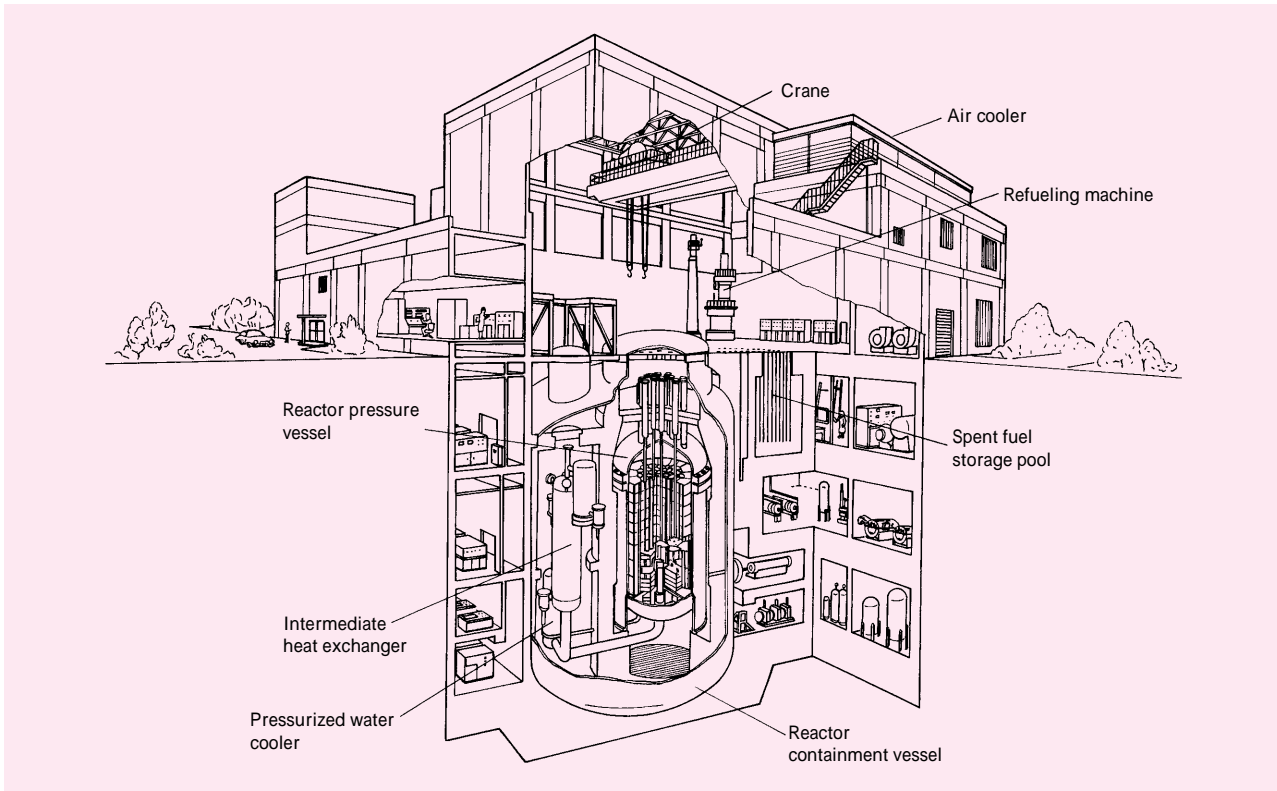 Crane
Air cooler
Refueling machine
Reactor pressure
vessel
Spent fuel
storage pool
Intermediate
heat exchanger
Pressurized water
cooler
Reactor
containment vessel